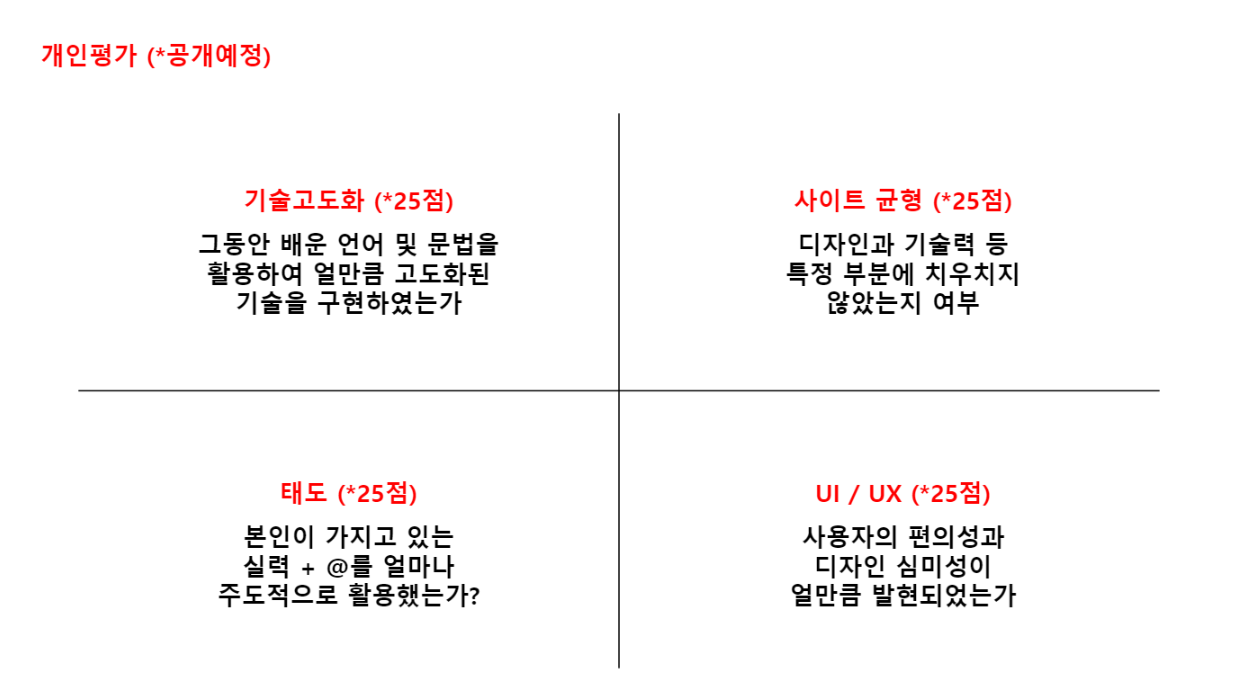 개인평가 (*공개예정)
기술고도화 (*25점)
그동안 배운 언어 및 문법을
활용하여 얼만큼 고도화된
기술을 구현하였는가
사이트 균형 (*25점)
디자인과 기술력 등
특정 부분에 치우치지
않았는지 여부
태도 (*25점)
본인이 가지고 있는
실력 + @를 얼마나
주도적으로 활용했는가?
UI / UX (*25점)
사용자의 편의성과
디자인 심미성이
얼만큼 발현되었는가